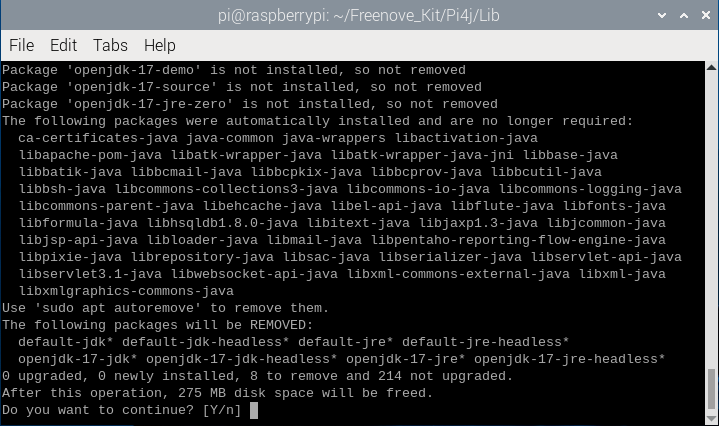 pi@raspberrypi: ~/Freenove_Kit/Pi4j/Lib
File Edit Tabs Help
Package 'openjdk-17-demo' is not installed, so not removed
Package 'openjdk-17-source' is not installed, so not removed
Package 'openjdk-17-jre-zero' is not installed, so not removed
The following packages were automatically installed and are no longer required:
  ca-certificates-java java-common java-wrappers libactivation-java
  libapache-pom-java libatk-wrapper-java libatk-wrapper-java-jni libbase-java
  libbatik-java libbcmail-java libbcpkix-java libbcprov-java libbcutil-java
  libbsh-java libcommons-collections3-java libcommons-io-java libcommons-logging-java
  libcommons-parent-java libehcache-java libel-api-java libflute-java libfonts-java
  libformula-java libhsqldb1.8.0-java libitext-java libjaxp1.3-java libjcommon-java
  libjsp-api-java libloader-java libmail-java libpentaho-reporting-flow-engine-java
  libpixie-java librepository-java libsac-java libserializer-java libservlet-api-java
  libservlet3.1-java libwebsocket-api-java libxml-commons-external-java libxml-java
  libxmlgraphics-commons-java
Use 'sudo apt autoremove' to remove them.
The following packages will be REMOVED:
  default-jdk* default-jdk-headless* default-jre* default-jre-headless*
  openjdk-17-jdk* openjdk-17-jdk-headless* openjdk-17-jre* openjdk-17-jre-headless*
0 upgraded, 0 newly installed, 8 to remove and 214 not upgraded.
After this operation, 275 MB disk space will be freed.
Do you want to continue? [Y/n]